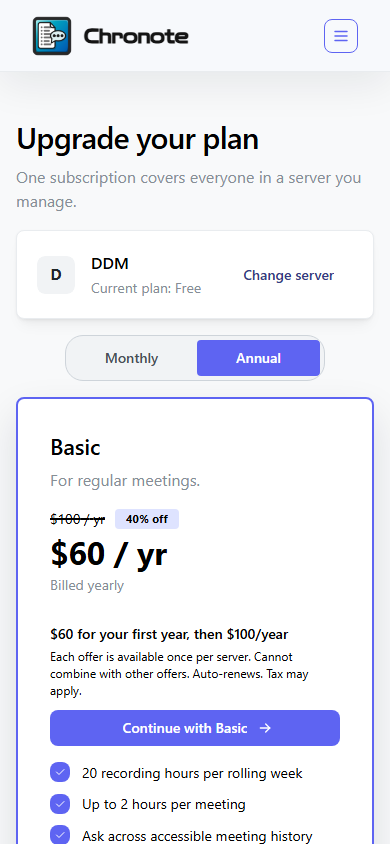 Chronote
Upgrade your plan
One subscription covers everyone in a server you
manage.
D
DDM
Current plan: Free
Change server
Monthly
Annual
Basic
For regular meetings.
$100 / yr
40% off
$60 / yr
Billed yearly
$60 for your first year, then $100/year
Each offer is available once per server. Cannot
combine with other offers. Auto-renews. Tax may
apply.
Continue with Basic →
20 recording hours per rolling week
Up to 2 hours per meeting
Ask across accessible meeting history